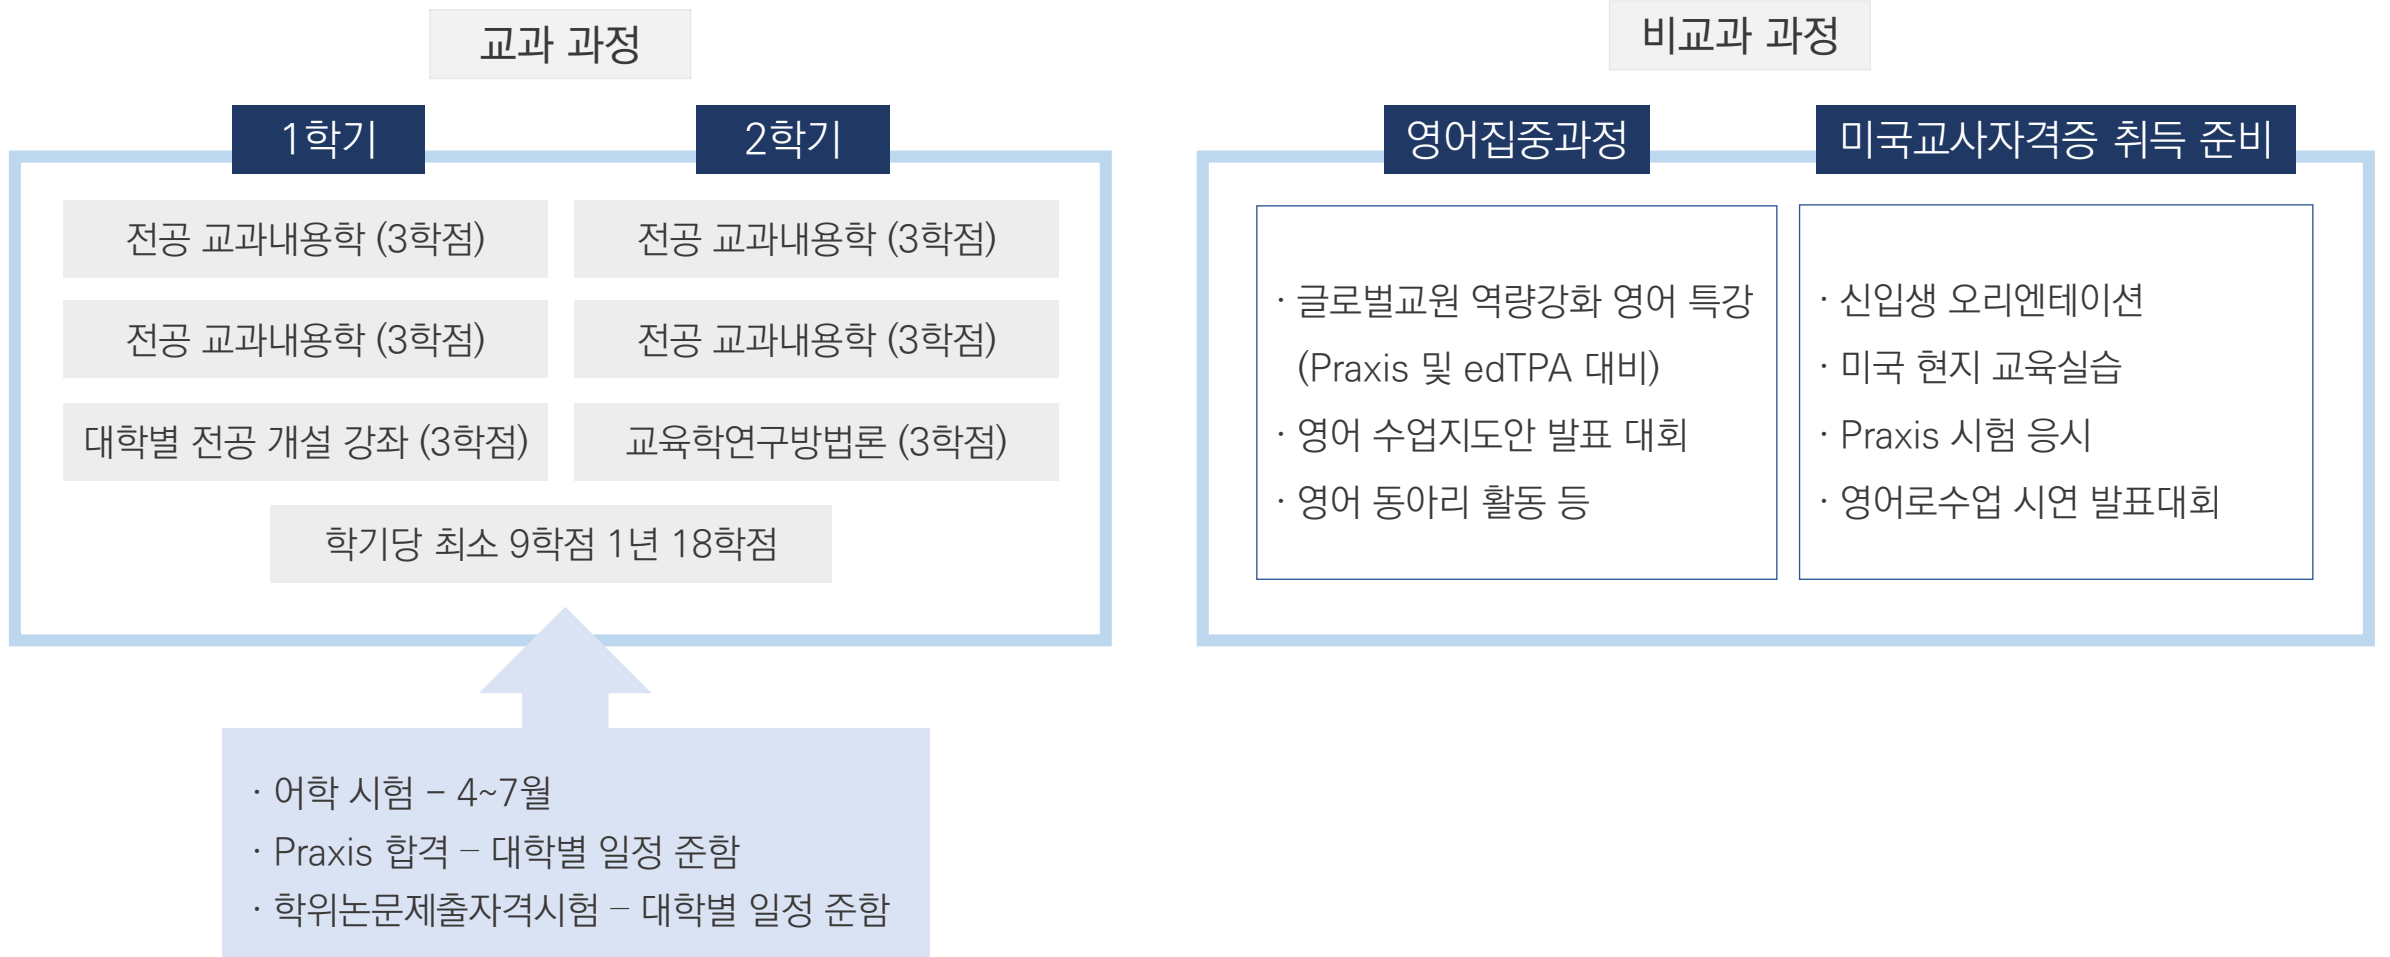 교과 과정
1학기
2학기
전공 교과내용학 (3학점)
전공 교과내용학 (3학점)
전공 교과내용학 (3학점)
전공 교과내용학 (3학점)
대학별 전공 개설 강좌 (3학점)
교육학연구방법론 (3학점)
학기당 최소 9학점 1년 18학점
· 어학 시험 – 4~7월
· Praxis 합격 – 대학별 일정 준함
· 학위논문제출자격시험 – 대학별 일정 준함
비교과 과정
영어집중과정
미국교사자격증 취득 준비
· 글로벌교원 역량강화 영어 특강
(Praxis 및 edTPA 대비)
· 영어 수업지도안 발표 대회
· 영어 동아리 활동 등
· 신입생 오리엔테이션
· 미국 현지 교육실습
· Praxis 시험 응시
· 영어로수업 시연 발표대회